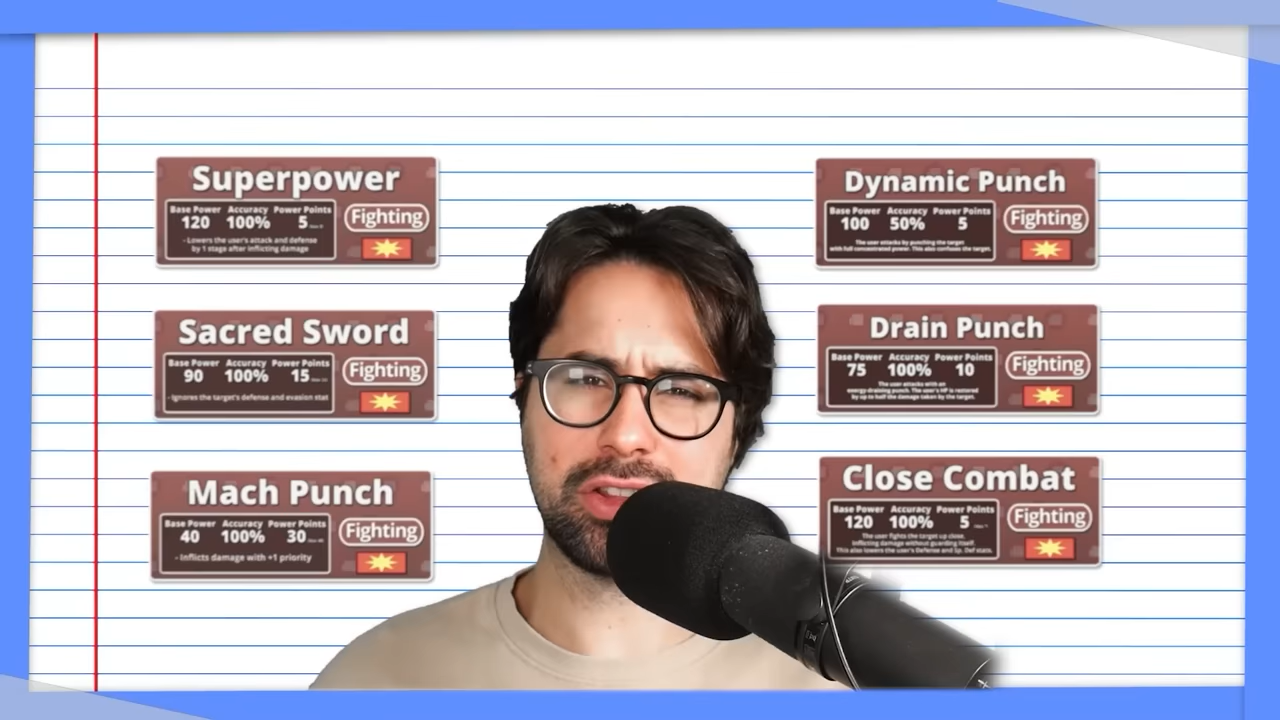 Superpower
Base Power Accuracy Power Points
120 100% 5
Fighting
- Lowers the user's attack and defense
by 1 stage after inflicting damage
Sacred Sword
Base Power Accuracy Power Points
90 100% 15
Fighting
- Ignores the target's defense and evasion stat
Mach Punch
Base Power Accuracy Power Points
40 100% 30
Fighting
- Inflicts damage with +1 priority
Dynamic Punch
Base Power Accuracy Power Points
100 50% 5
Fighting
The user attacks by punching the target
with full concentrated power. This also confuses the target.
Drain Punch
Base Power Accuracy Power Points
75 100% 10
Fighting
The user attacks with an
energy-draining punch. The user's HP is restored
by up to half the damage taken by the target.
Close Combat
Base Power Accuracy Power Points
120 100% 5
Fighting
The user fights the target up close.
Inflicting damage without guarding itself.
This also lowers the user's Defense and Sp. Def stats.